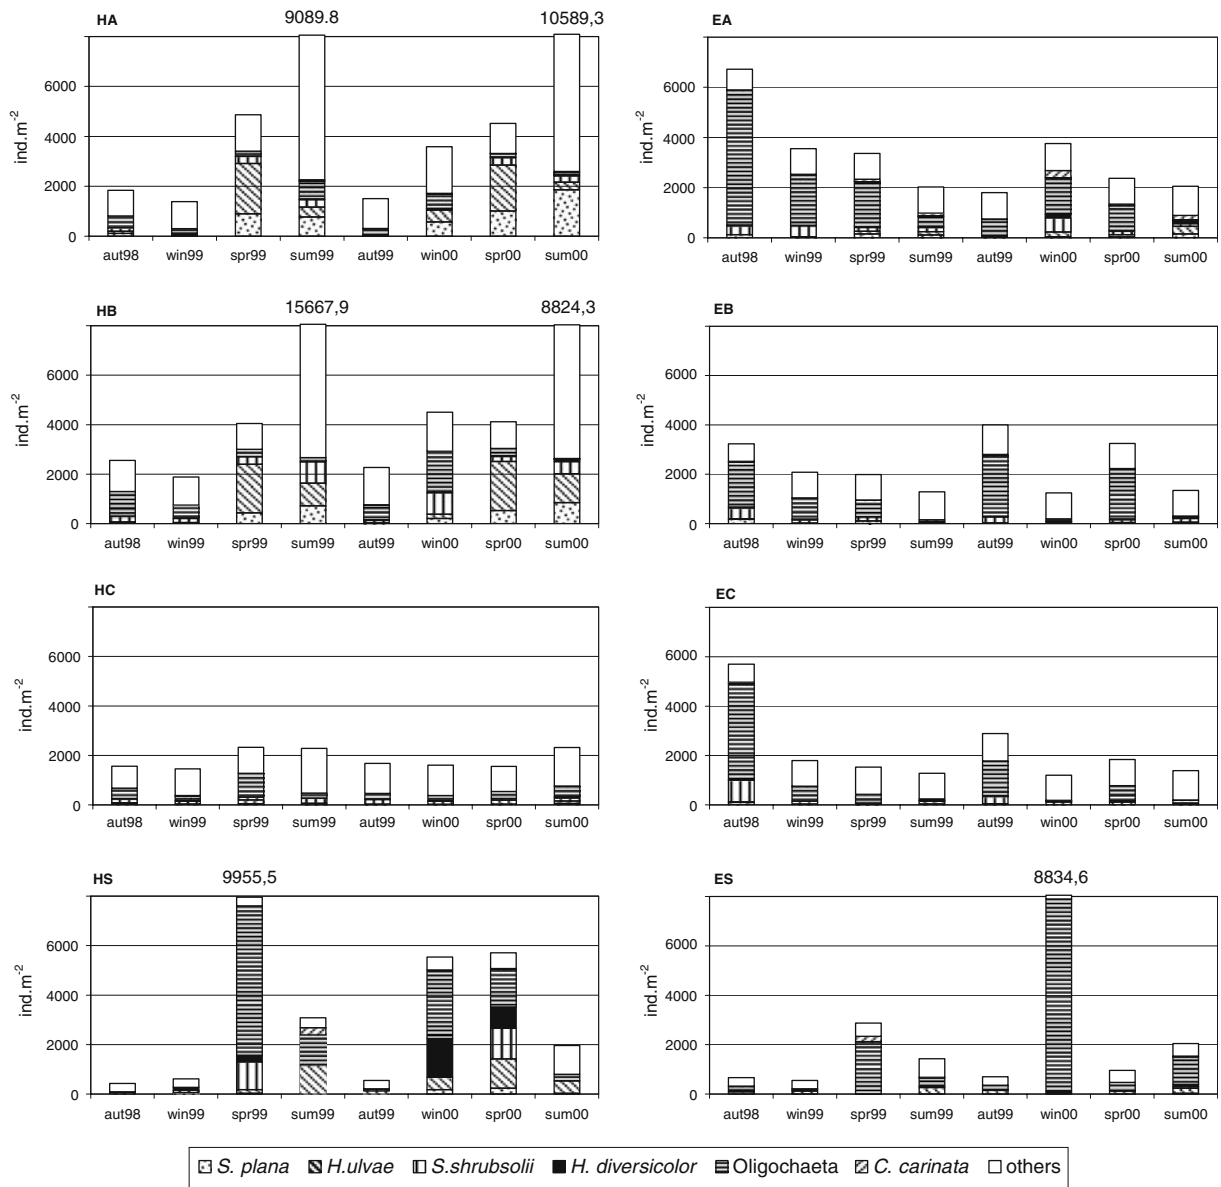 HA 9089.8 10589,3
6000
4000
2000
0
ind.m-2
aut98 win99 spr99 sum99 aut99 win00 spr00 sum00
EA
6000
4000
2000
0
ind.m-2
aut98 win99 spr99 sum99 aut99 win00 spr00 sum00
HB 15667,9 8824,3
6000
4000
2000
0
ind.m-2
aut98 win99 spr99 sum99 aut99 win00 spr00 sum00
EB
6000
4000
2000
0
ind.m-2
aut98 win99 spr99 sum99 aut99 win00 spr00 sum00
HC
6000
4000
2000
0
ind.m-2
aut98 win99 spr99 sum99 aut99 win00 spr00 sum00
EC
6000
4000
2000
0
ind.m-2
aut98 win99 spr99 sum99 aut99 win00 spr00 sum00
HS 9955,5
6000
4000
2000
0
ind.m-2
aut98 win99 spr99 sum99 aut99 win00 spr00 sum00
ES 8834,6
6000
4000
2000
0
ind.m-2
aut98 win99 spr99 sum99 aut99 win00 spr00 sum00
S. plana H.ulvae S.shrubsolii H. diversicolor Oligochaeta C. carinata others